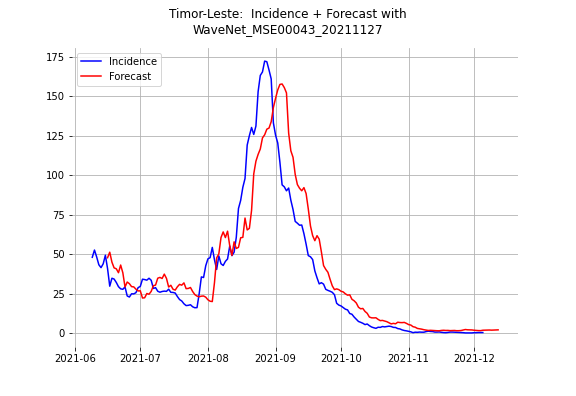 Timor-Leste:  Incidence + Forecast with
WaveNet_MSE00043_20211127
Incidence
Forecast
175
150
125
100
75
50
25
0
2021-06 2021-07 2021-08 2021-09 2021-10 2021-11 2021-12